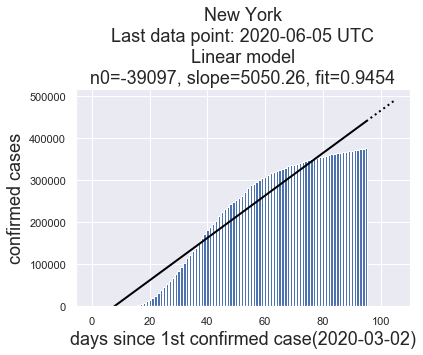 New York
Last data point: 2020-06-05 UTC
Linear model
n0=-39097, slope=5050.26, fit=0.9454
500000
400000
300000
200000
100000
0
confirmed cases
0 20 40 60 80 100
days since 1st confirmed case(2020-03-02)